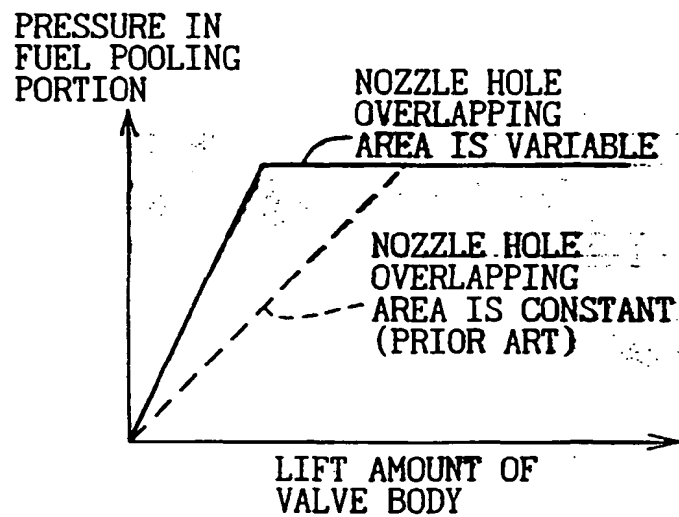 PRESSURE IN
FUEL POOLING
PORTION
NOZZLE HOLE
OVERLAPPING
AREA IS VARIABLE
NOZZLE HOLE
OVERLAPPING
AREA IS CONSTANT
(PRIOR ART)
LIFT AMOUNT OF
VALVE BODY